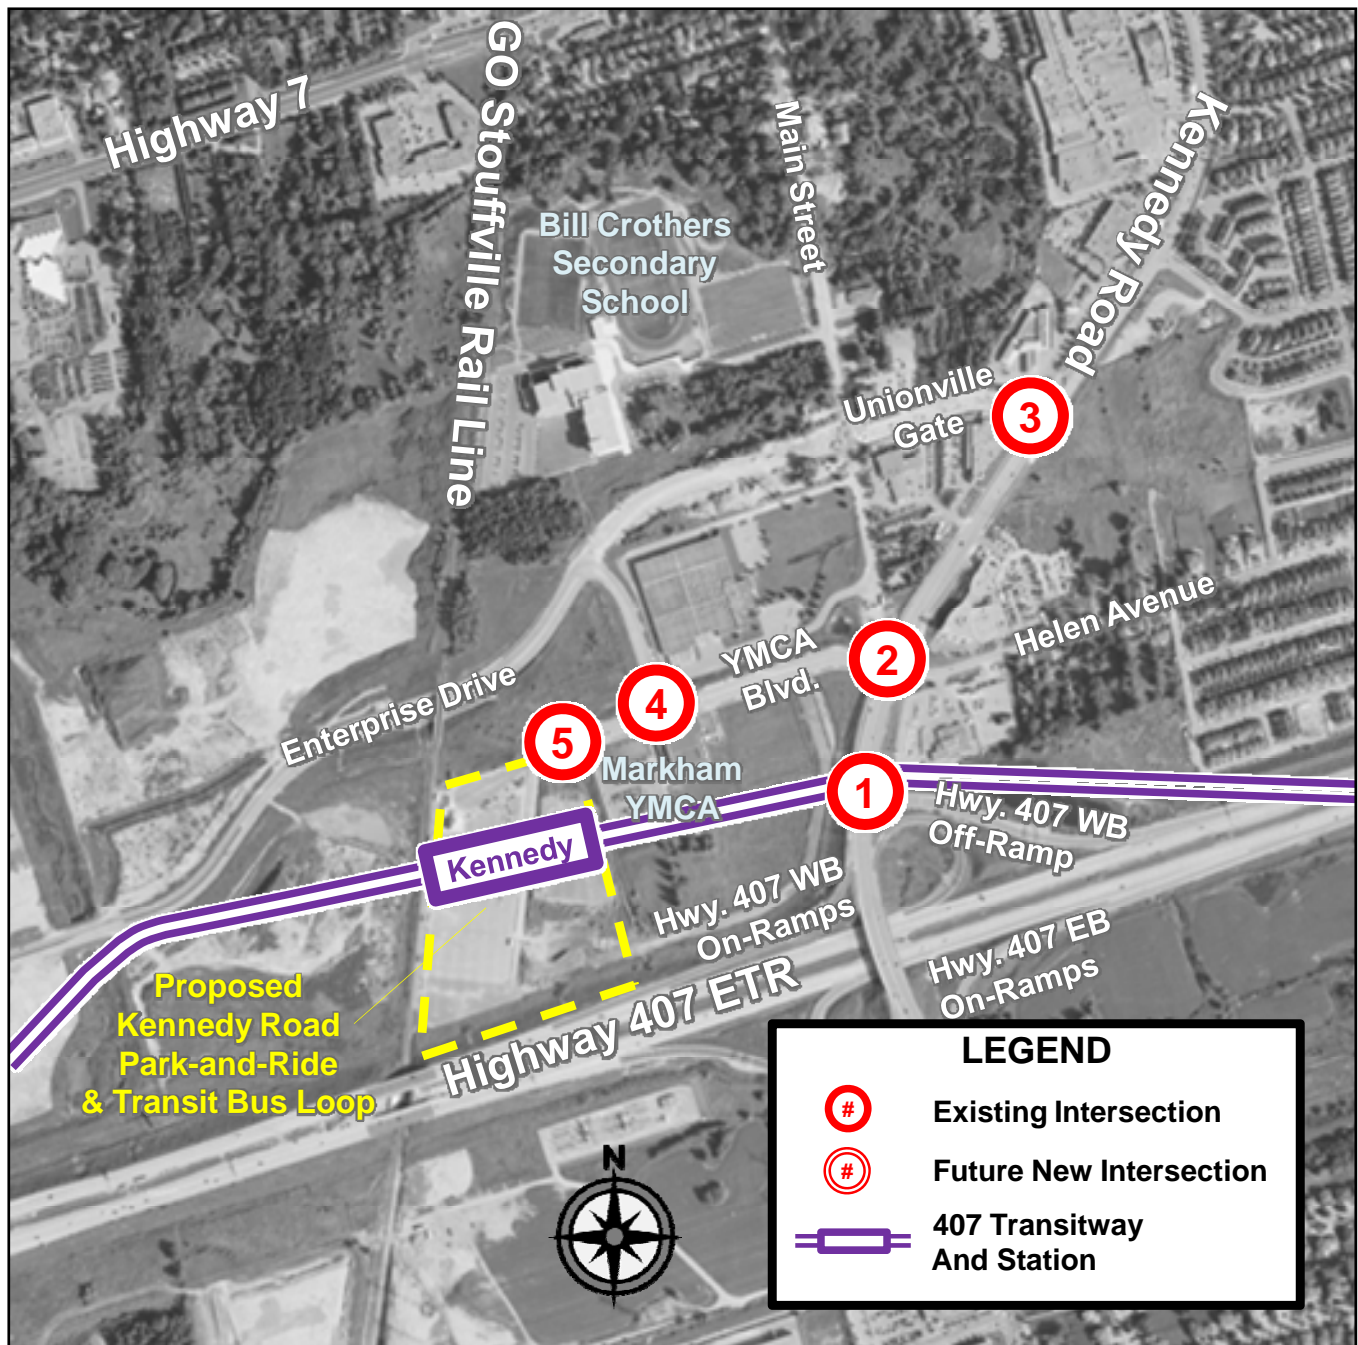 Highway 7
GO Stouffville Rail Line
Main Street
Kennedy Road
Bill Crothers
Secondary
School
Unionville
Gate
3
Helen Avenue
2
YMCA
Blvd.
4
5
Enterprise Drive
Markham
YMCA
1
Hwy. 407 WB
Off-Ramp
Kennedy
Hwy. 407 WB
On-Ramps
Hwy. 407 EB
On-Ramps
Proposed
Kennedy Road
Park-and-Ride
& Transit Bus Loop
Highway 407 ETR
N
LEGEND
# Existing Intersection
# Future New Intersection
407 Transitway
And Station